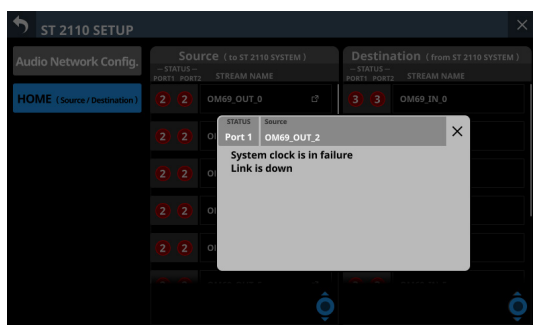 ST 2110 SETUP
Audio Network Config.
HOME ( Source / Destination )
Source ( to ST 2110 SYSTEM )
-- STATUS --
PORT1 PORT2 STREAM NAME
2 2 OM69_OUT_0
2 2
2 2
2 2
2 2
2 2
Destination ( from ST 2110 SYSTEM )
-- STATUS --
PORT1 PORT2 STREAM NAME
3 3 OM69_IN_0
STATUS Source
Port 1 OM69_OUT_2
System clock is in failure
Link is down